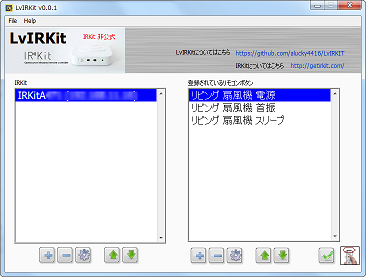 LvIRKit v0.0.1
File Help
LvIRKit
IRKit 非公式
IRKit
LvIRKitについてはこちら https://github.com/alucky4416/LvIRKIT
IRKitについてはこちら http://getirkit.com/
IRKit
IRKitA
登録されているリモコンボタン
リビング 扇風機 電源
リビング 扇風機 首振
リビング 扇風機 スリープ